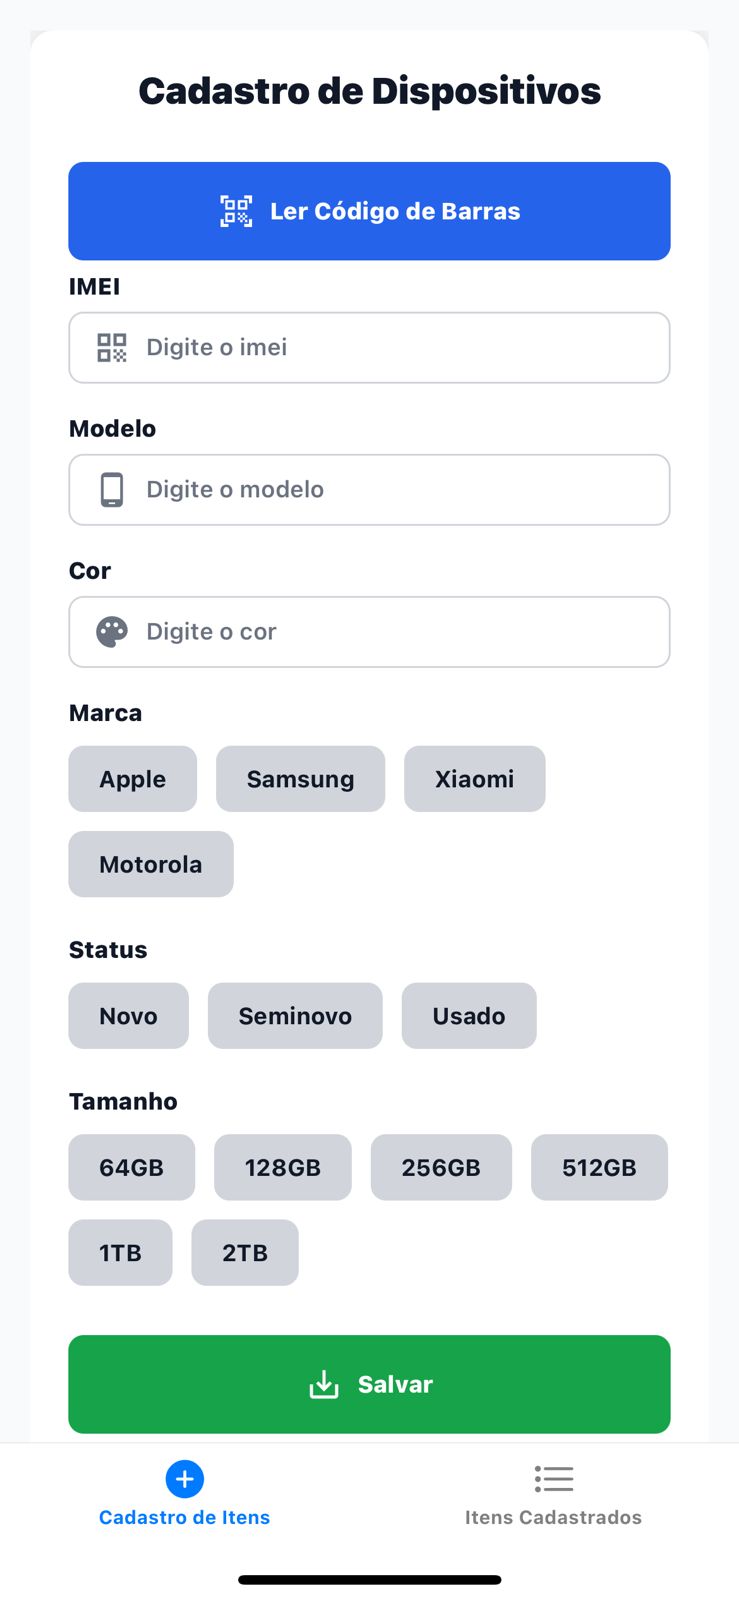 Cadastro de Dispositivos
Ler Código de Barras
IMEI
Digite o imei
Modelo
Digite o modelo
Cor
Digite o cor
Marca
Apple Samsung Xiaomi
Motorola
Status
Novo Seminovo Usado
Tamanho
64GB 128GB 256GB 512GB
1TB 2TB
Salvar
Cadastro de Itens Itens Cadastrados